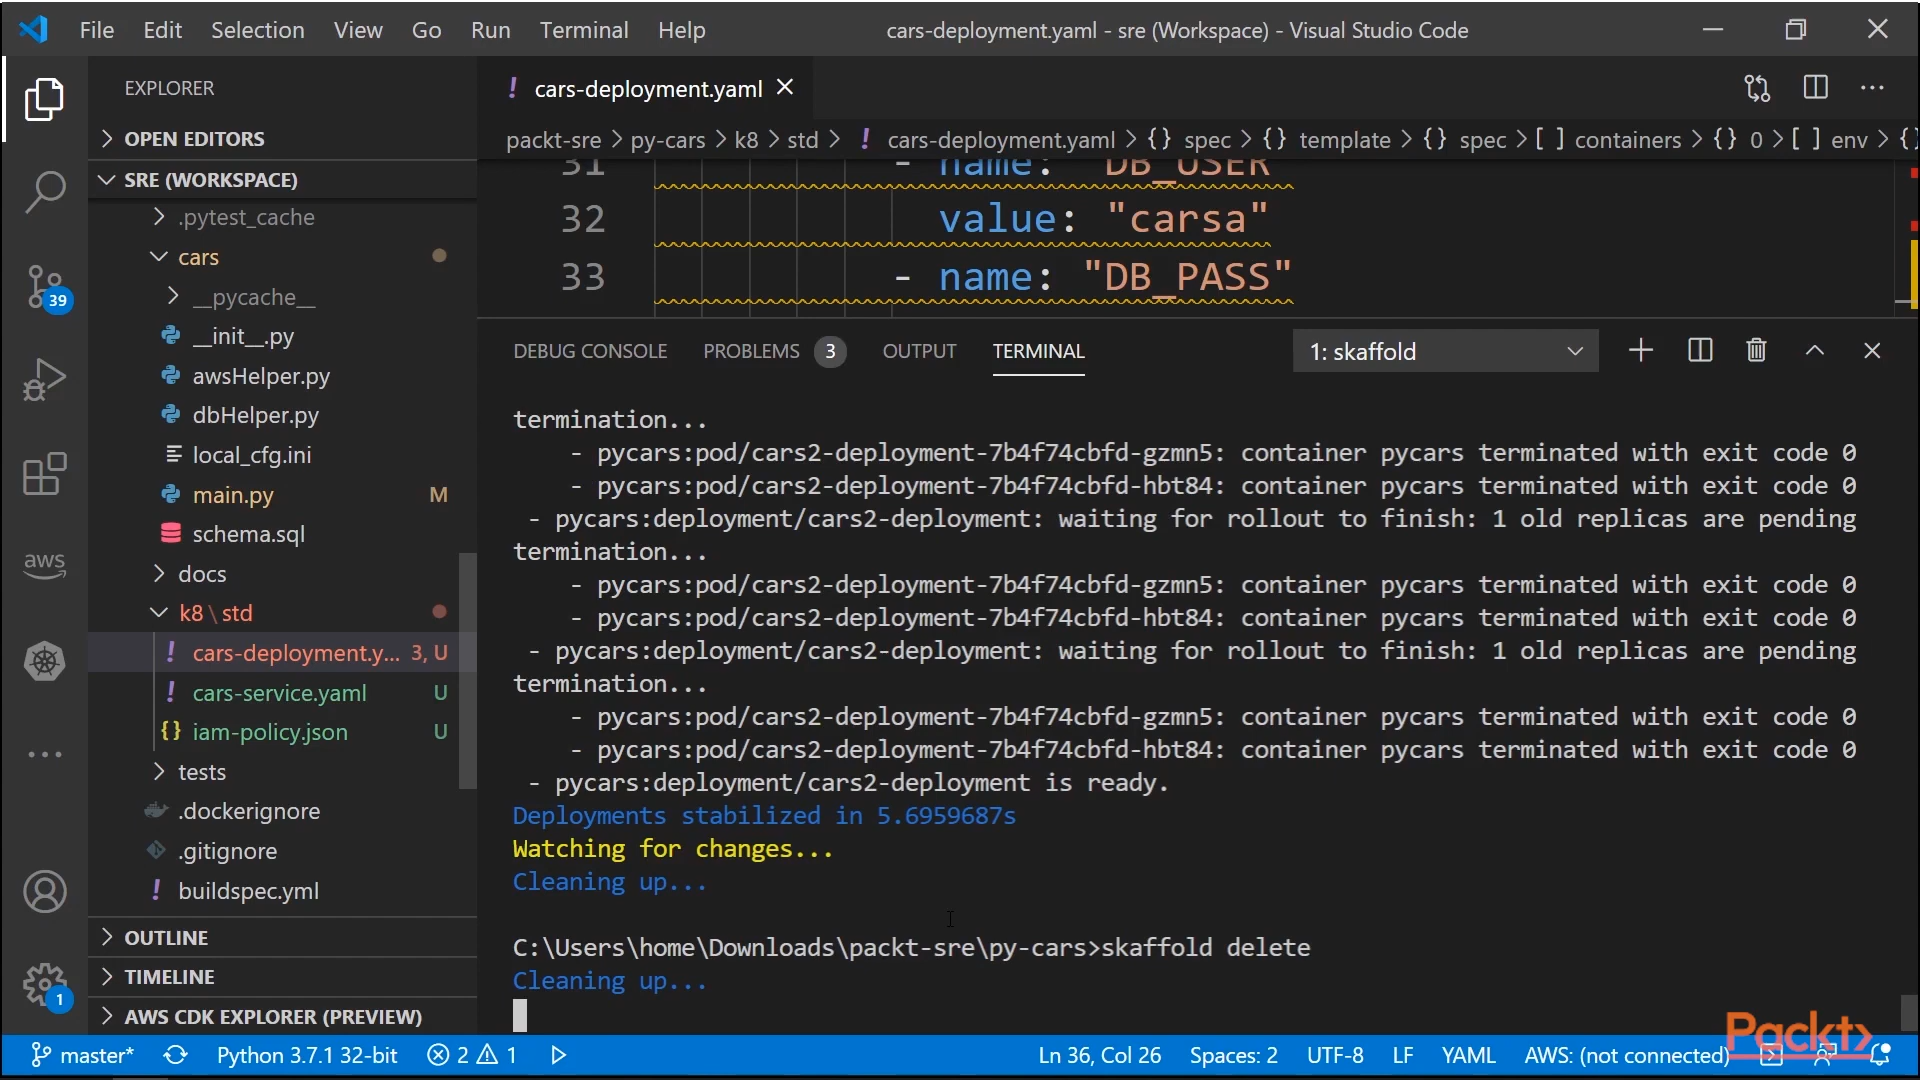 File Edit Selection View Go Run Terminal Help cars-deployment.yaml - sre (Workspace) - Visual Studio Code
EXPLORER
OPEN EDITORS
SRE (WORKSPACE)
.pytest_cache
cars
__pycache__
__init__.py
awsHelper.py
dbHelper.py
local_cfg.ini
main.py M
schema.sql
docs
k8 \ std
cars-deployment.y... 3, U
cars-service.yaml U
iam-policy.json U
tests
.dockerignore
.gitignore
buildspec.yml
OUTLINE
TIMELINE
AWS CDK EXPLORER (PREVIEW)
39
aws
1
! cars-deployment.yaml
packt-sre > py-cars > k8 > std > ! cars-deployment.yaml > {} spec > {} template > {} spec > [ ] containers > {} 0 > [ ] env > {}
31 - name: "DB_USER"
32 value: "carsa"
33 - name: "DB_PASS"
DEBUG CONSOLE PROBLEMS 3 OUTPUT TERMINAL 1: skaffold
termination...
- pycars:pod/cars2-deployment-7b4f74cbfd-gzmn5: container pycars terminated with exit code 0
- pycars:pod/cars2-deployment-7b4f74cbfd-hbt84: container pycars terminated with exit code 0
- pycars:deployment/cars2-deployment: waiting for rollout to finish: 1 old replicas are pending
termination...
- pycars:pod/cars2-deployment-7b4f74cbfd-gzmn5: container pycars terminated with exit code 0
- pycars:pod/cars2-deployment-7b4f74cbfd-hbt84: container pycars terminated with exit code 0
- pycars:deployment/cars2-deployment: waiting for rollout to finish: 1 old replicas are pending
termination...
- pycars:pod/cars2-deployment-7b4f74cbfd-gzmn5: container pycars terminated with exit code 0
- pycars:pod/cars2-deployment-7b4f74cbfd-hbt84: container pycars terminated with exit code 0
- pycars:deployment/cars2-deployment is ready.
Deployments stabilized in 5.6959687s
Watching for changes...
Cleaning up...
C:\Users\home\Downloads\packt-sre\py-cars>skaffold delete
Cleaning up...
Packt>
master* Python 3.7.1 32-bit 2 1 Ln 36, Col 26 Spaces: 2 UTF-8 LF YAML AWS: (not connected)